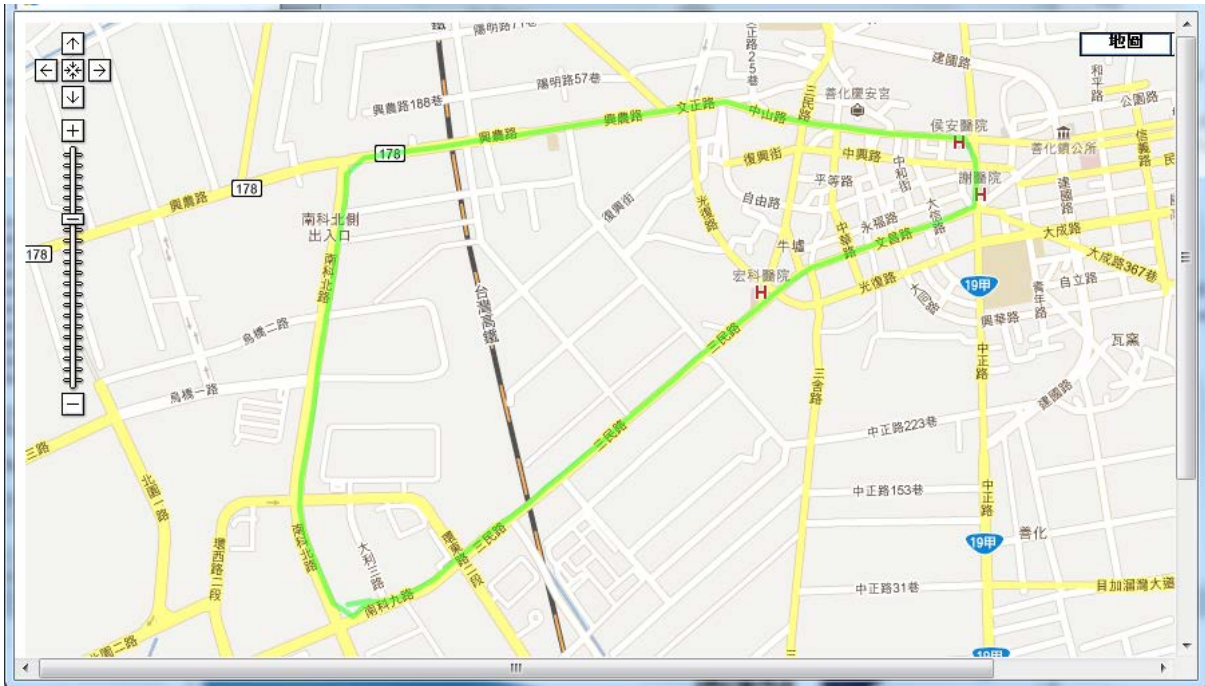 陽明路71巷
正路25巷
建國路
地圖
和平路
陽明路57巷
興農路188巷
三民路
善化慶安宮
公園路
文正路
中山路
興農路
興農路
178
侯安醫院
善化鎮公所
信義路
民
復興街
中興路
中和街
謝醫院
建國路
178
興農路
平等路
自由路
大信路
永福路
光復路
復興街
南科北側
出入口
中華路
文昌路
大成路
牛墟
178
南科北路
宏科醫院
光復路
大同路
19甲
大成路367巷
自立路
青年路
興華路
台灣高鐵
烏橋二路
三民路
中正路
瓦窯
三舍路
建國路
烏橋一路
中正路223巷
三民路
三路
北園一路
中正路153巷
中正路
南科北路
三民路
環東路二段
19甲
善化
大利三路
環西路二段
中正路31巷
目加溜灣大道
南科九路
北園二路
19甲